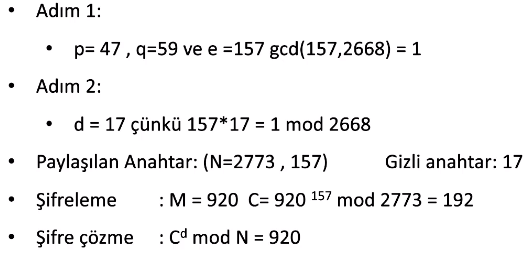 • Adım 1:
• p= 47 , q=59 ve e =157 gcd(157,2668) = 1
• Adım 2:
• d = 17 çünkü 157*17 = 1 mod 2668
• Paylaşılan Anahtar: (N=2773 , 157) Gizli anahtar: 17
• Şifreleme : M = 920 C= 920 ¹⁵⁷ mod 2773 = 192
• Şifre çözme : Cᵈ mod N = 920